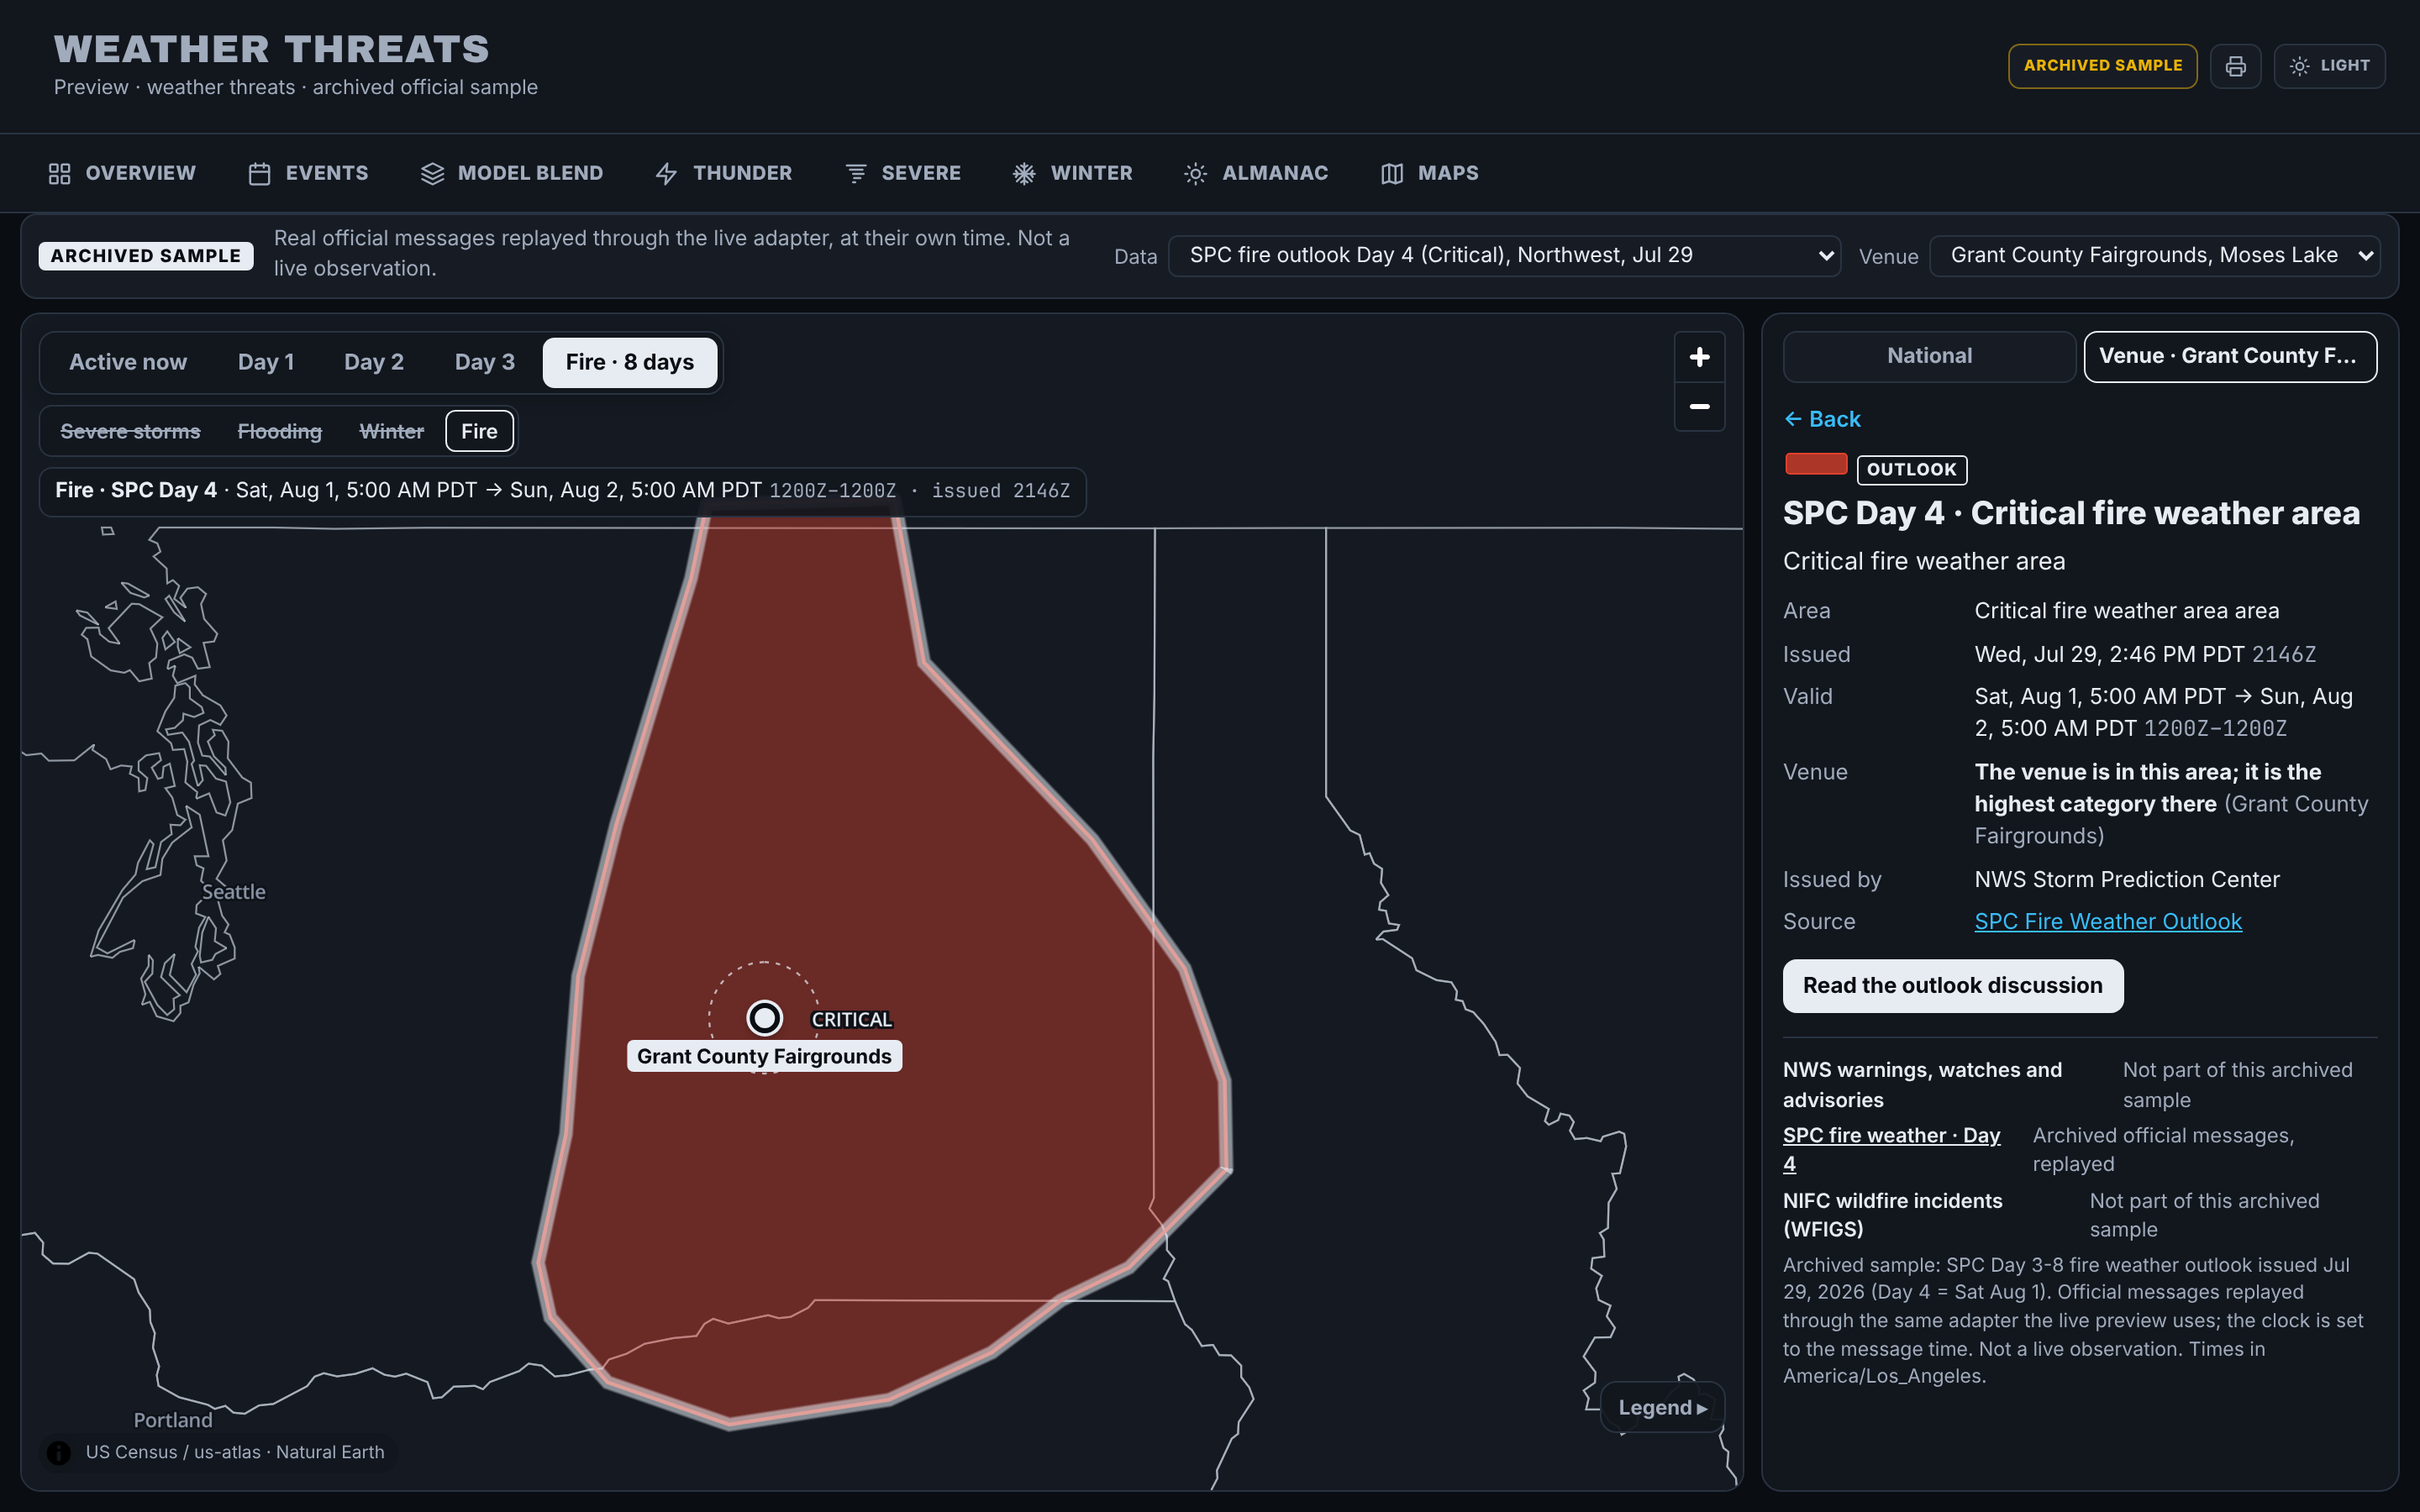 WEATHER THREATS
Preview · weather threats · archived official sample
ARCHIVED SAMPLE
LIGHT
OVERVIEW
EVENTS
MODEL BLEND
THUNDER
SEVERE
WINTER
ALMANAC
MAPS
ARCHIVED SAMPLE
Real official messages replayed through the live adapter, at their own time. Not a
live observation.
Data
SPC fire outlook Day 4 (Critical), Northwest, Jul 29
Venue
Grant County Fairgrounds, Moses Lake
Active now
Day 1
Day 2
Day 3
Fire · 8 days
Severe storms
Flooding
Winter
Fire
Fire · SPC Day 4 · Sat, Aug 1, 5:00 AM PDT → Sun, Aug 2, 5:00 AM PDT 1200Z–1200Z · issued 2146Z
Seattle
CRITICAL
Grant County Fairgrounds
Portland
Legend ▸
US Census / us-atlas · Natural Earth
National
Venue · Grant County F…
← Back
OUTLOOK
SPC Day 4 · Critical fire weather area
Critical fire weather area
Area
Critical fire weather area area
Issued
Wed, Jul 29, 2:46 PM PDT 2146Z
Valid
Sat, Aug 1, 5:00 AM PDT → Sun, Aug
2, 5:00 AM PDT 1200Z–1200Z
Venue
The venue is in this area; it is the
highest category there (Grant County
Fairgrounds)
Issued by
NWS Storm Prediction Center
Source
SPC Fire Weather Outlook
Read the outlook discussion
NWS warnings, watches and
advisories
Not part of this archived
sample
SPC fire weather · Day
4
Archived official messages,
replayed
NIFC wildfire incidents
(WFIGS)
Not part of this archived
sample
Archived sample: SPC Day 3-8 fire weather outlook issued Jul
29, 2026 (Day 4 = Sat Aug 1). Official messages replayed
through the same adapter the live preview uses; the clock is set
to the message time. Not a live observation. Times in
America/Los_Angeles.